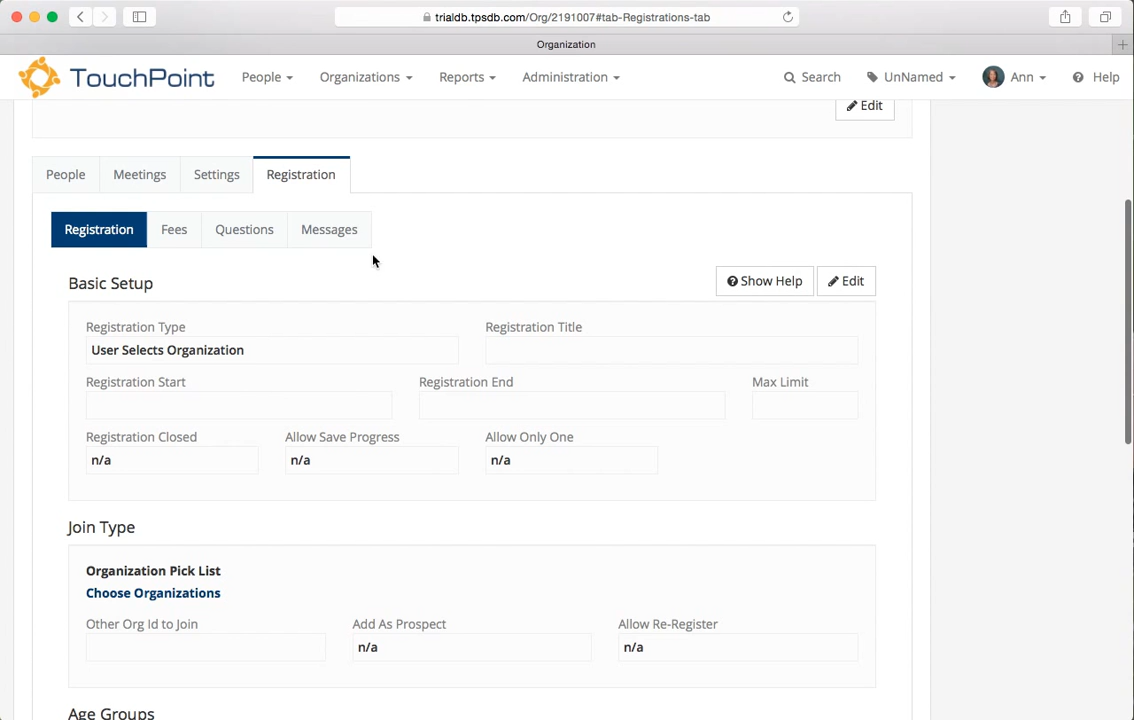 trialdb.tpsdb.com/Org/2191007#tab-Registrations-tab
Organization
TouchPoint People Organizations Reports Administration Search UnNamed Ann Help
Edit
People Meetings Settings Registration
Registration Fees Questions Messages
Basic Setup Show Help Edit
Registration Type Registration Title
User Selects Organization
Registration Start Registration End Max Limit
Registration Closed Allow Save Progress Allow Only One
n/a n/a n/a
Join Type
Organization Pick List
Choose Organizations
Other Org Id to Join Add As Prospect Allow Re-Register
n/a n/a
Age Groups